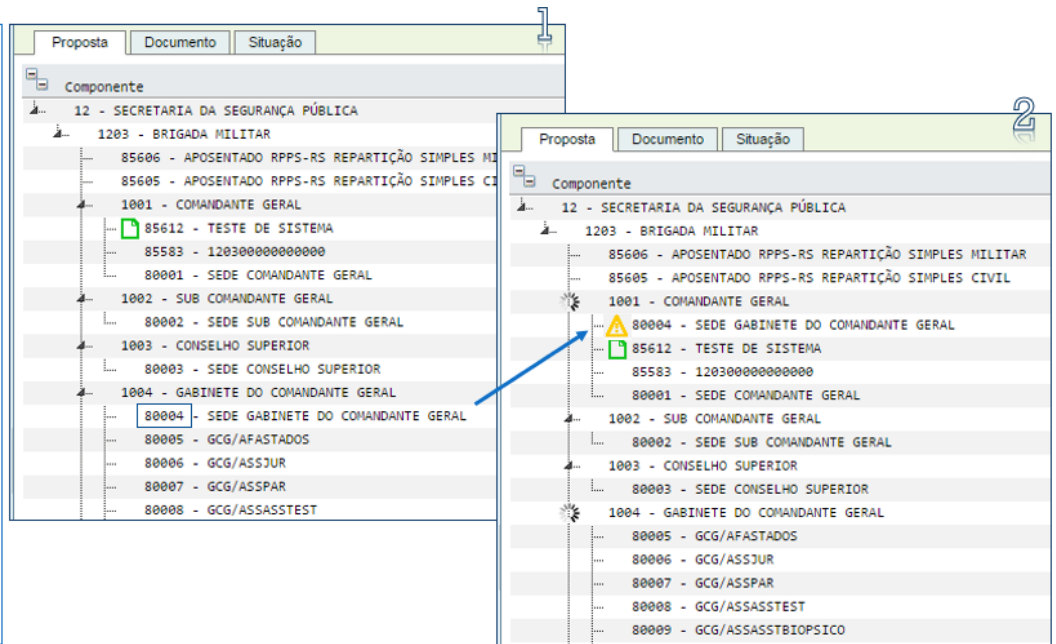 1
Proposta Documento Situação
Componente
12 - SECRETARIA DA SEGURANÇA PÚBLICA
1203 - BRIGADA MILITAR
85606 - APOSENTADO RPPS-RS REPARTIÇÃO SIMPLES MI
85605 - APOSENTADO RPPS-RS REPARTIÇÃO SIMPLES CI
1001 - COMANDANTE GERAL
85612 - TESTE DE SISTEMA
85583 - 120300000000000
80001 - SEDE COMANDANTE GERAL
1002 - SUB COMANDANTE GERAL
80002 - SEDE SUB COMANDANTE GERAL
1003 - CONSELHO SUPERIOR
80003 - SEDE CONSELHO SUPERIOR
1004 - GABINETE DO COMANDANTE GERAL
80004 - SEDE GABINETE DO COMANDANTE GERAL
80005 - GCG/AFASTADOS
80006 - GCG/ASSJUR
80007 - GCG/ASSPAR
80008 - GCG/ASSASSTEST
2
Proposta Documento Situação
Componente
12 - SECRETARIA DA SEGURANÇA PÚBLICA
1203 - BRIGADA MILITAR
85606 - APOSENTADO RPPS-RS REPARTIÇÃO SIMPLES MILITAR
85605 - APOSENTADO RPPS-RS REPARTIÇÃO SIMPLES CIVIL
1001 - COMANDANTE GERAL
80004 - SEDE GABINETE DO COMANDANTE GERAL
85612 - TESTE DE SISTEMA
85583 - 120300000000000
80001 - SEDE COMANDANTE GERAL
1002 - SUB COMANDANTE GERAL
80002 - SEDE SUB COMANDANTE GERAL
1003 - CONSELHO SUPERIOR
80003 - SEDE CONSELHO SUPERIOR
1004 - GABINETE DO COMANDANTE GERAL
80005 - GCG/AFASTADOS
80006 - GCG/ASSJUR
80007 - GCG/ASSPAR
80008 - GCG/ASSASSTEST
80009 - GCG/ASSASSTBIOPSICO